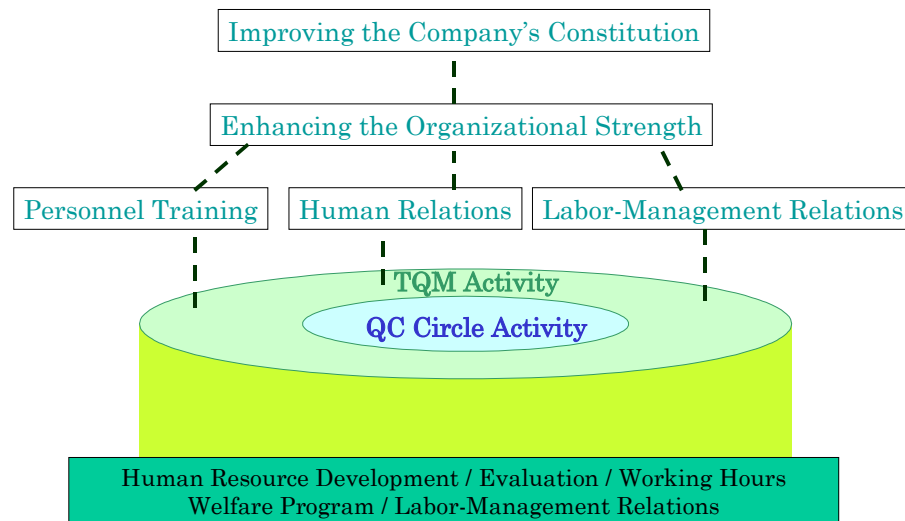 Improving the Company's Constitution
Enhancing the Organizational Strength
Personnel Training
Human Relations
Labor-Management Relations
TQM Activity
QC Circle Activity
Human Resource Development / Evaluation / Working Hours
Welfare Program / Labor-Management Relations